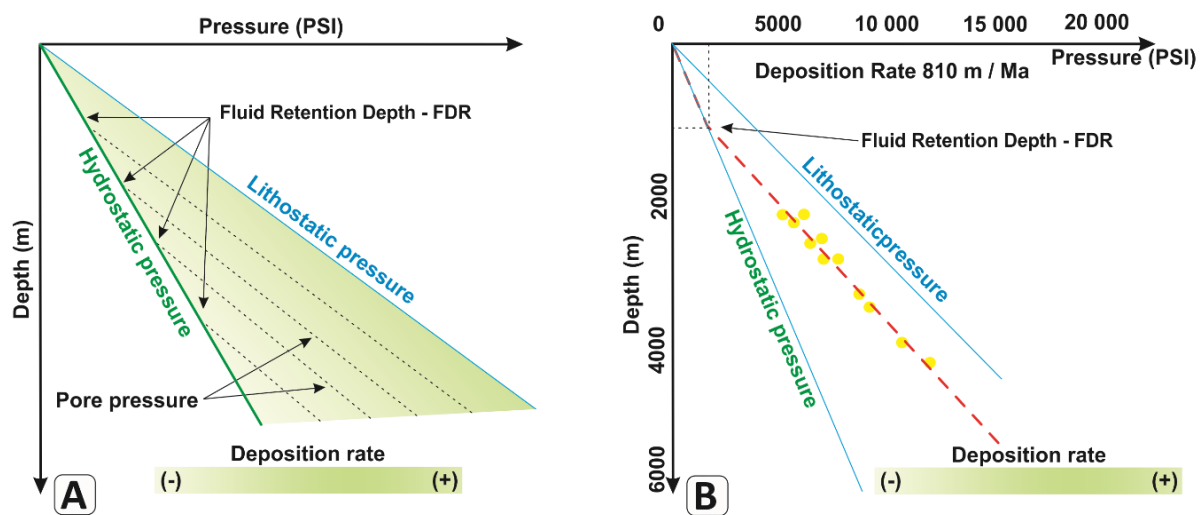 Pressure (PSI)
Fluid Retention Depth - FDR
Lithostatic pressure
Hydrostatic pressure
Depth (m)
Pore pressure
Deposition rate
(-)
(+)
A
0
5000
10 000
15 000
20 000
Pressure (PSI)
Deposition Rate 810 m / Ma
Fluid Retention Depth - FDR
2000
Lithostaticpressure
Hydrostatic pressure
Depth (m)
4000
6000
Deposition rate
(-)
(+)
B